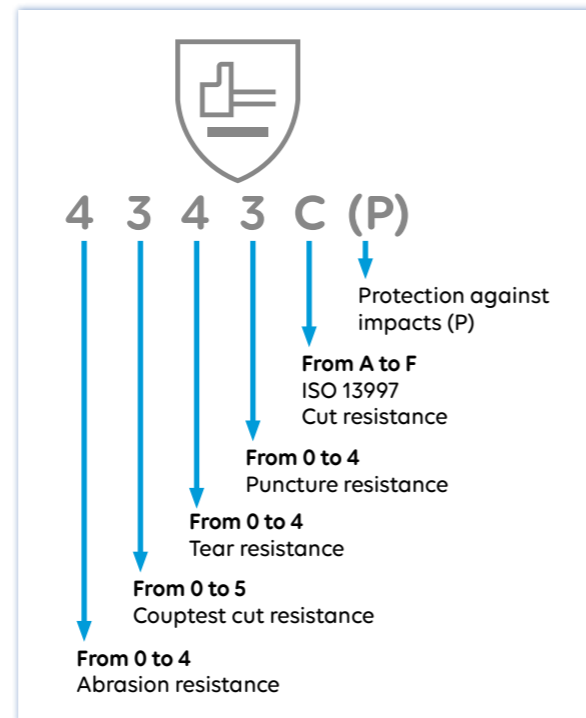 4 3 4 3 C (P)
Protection against
impacts (P)
From A to F
ISO 13997
Cut resistance
From 0 to 4
Puncture resistance
From 0 to 4
Tear resistance
From 0 to 5
Couptest cut resistance
From 0 to 4
Abrasion resistance